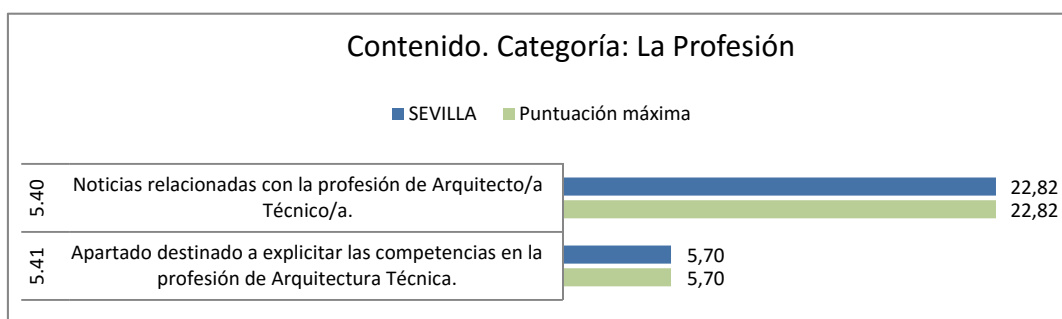 Contenido. Categoría: La Profesión
SEVILLA Puntuación máxima
5.40
Noticias relacionadas con la profesión de Arquitecto/a
Técnico/a.
22,82
22,82
5.41
Apartado destinado a explicitar las competencias en la
profesión de Arquitectura Técnica.
5,70
5,70